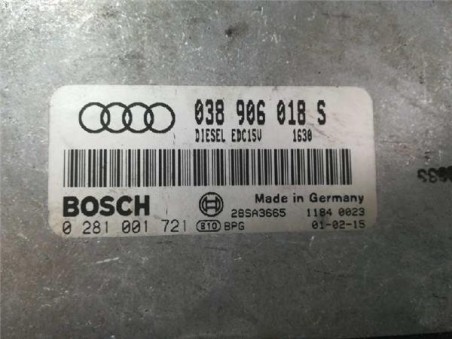 038 906 018 S
DIESEL EDC15V 1630
Made in Germany
BOSCH 28SA3665 1184 0023
0 281 001 721 810 BPG 01-02-15